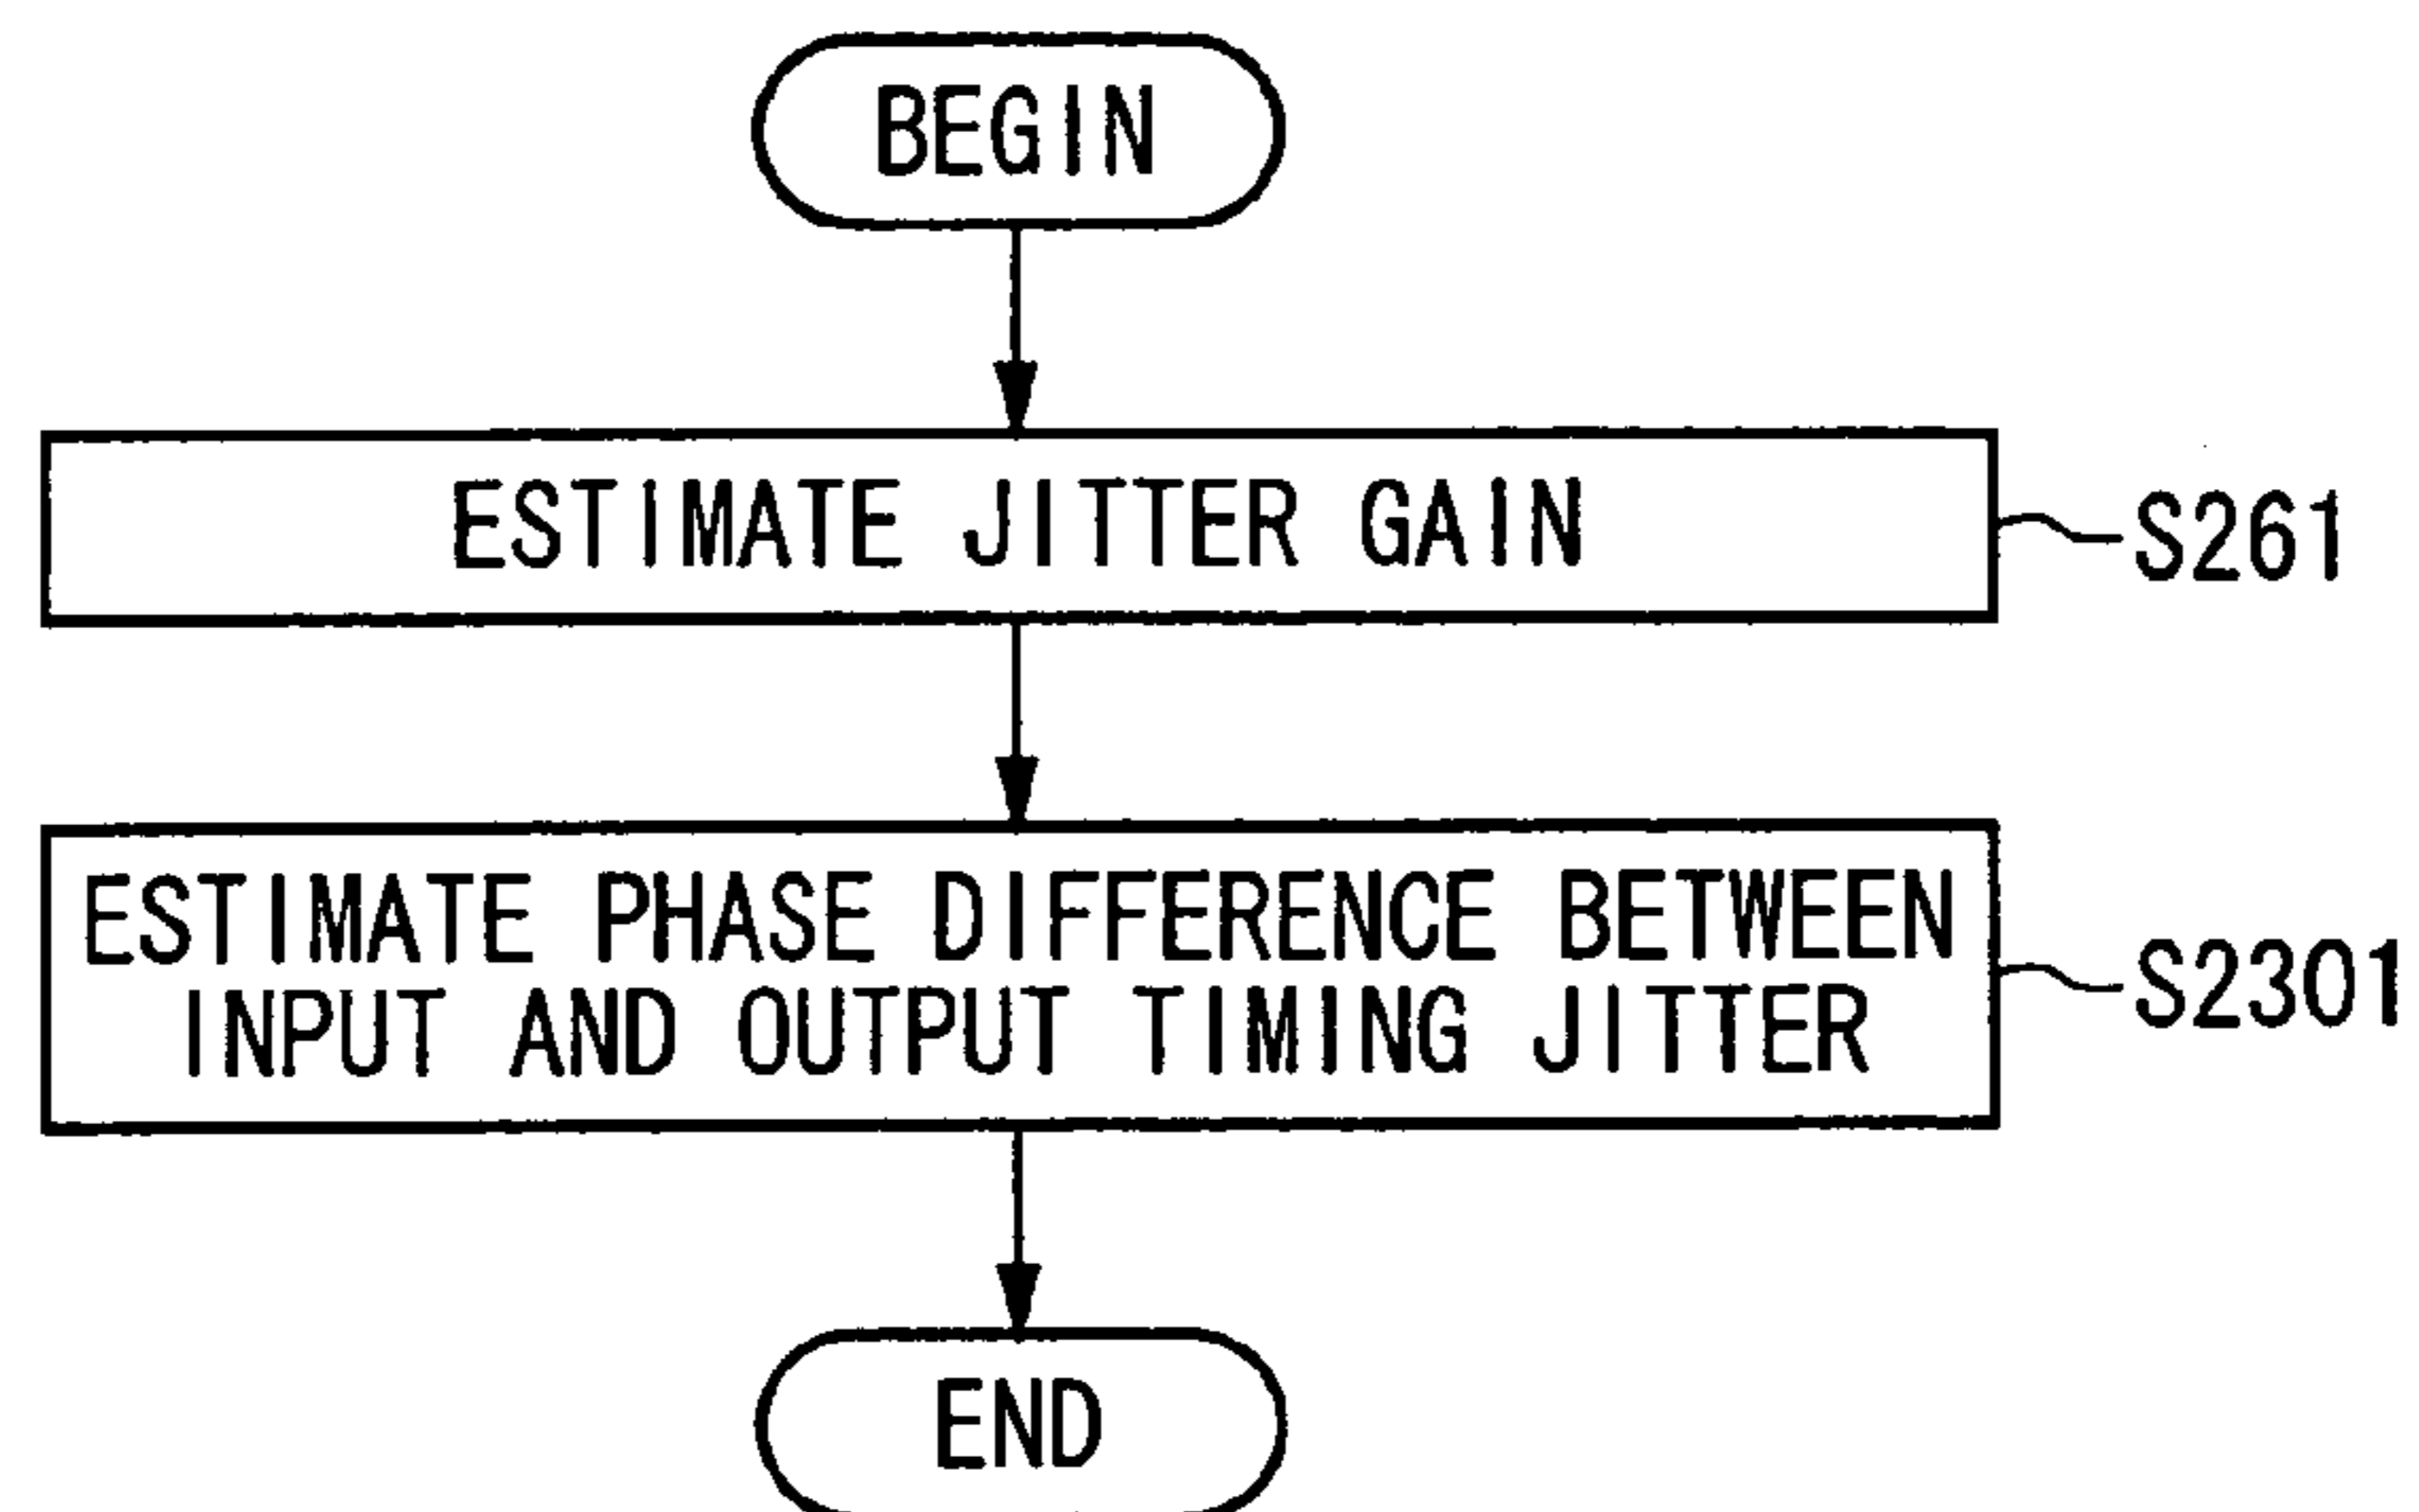 BEGIN
ESTIMATE JITTER GAIN
S261
ESTIMATE PHASE DIFFERENCE BETWEEN
INPUT AND OUTPUT TIMING JITTER
S2301
END